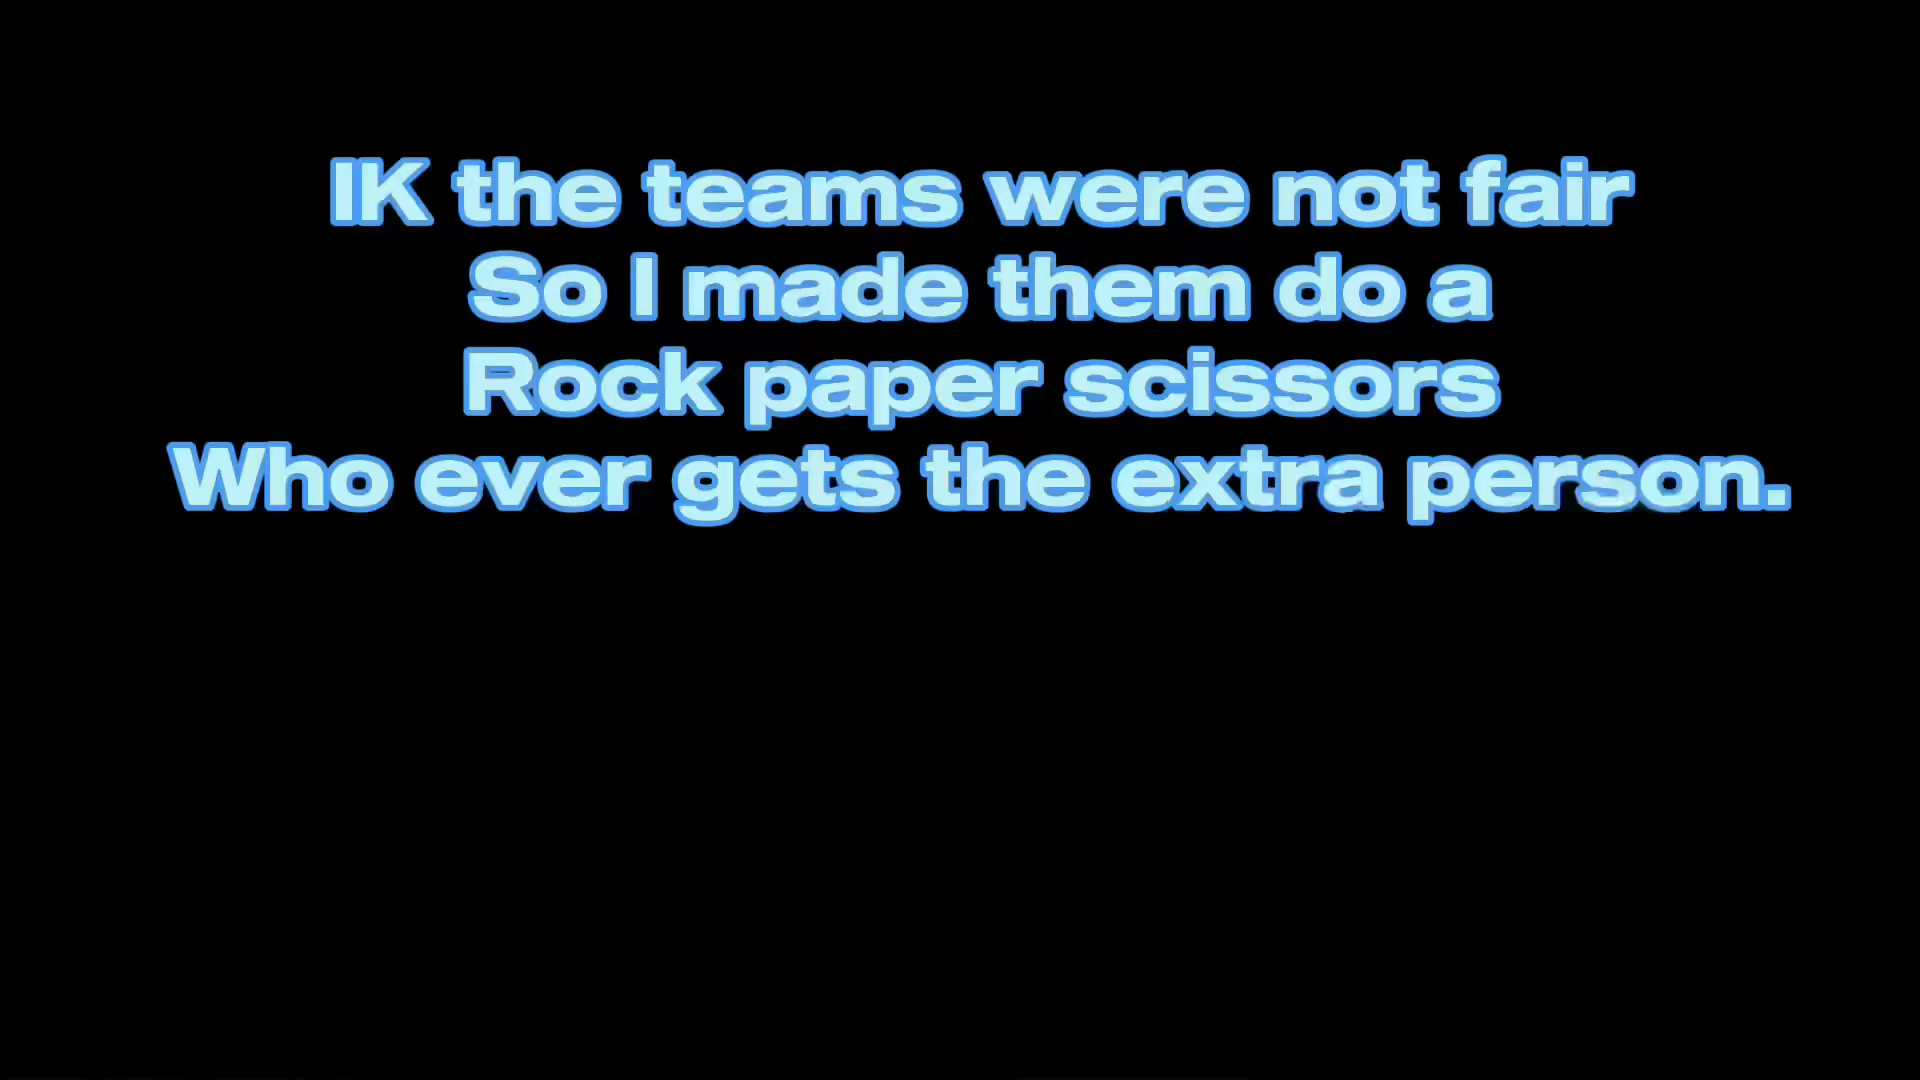 IK the teams were not fair
So I made them do a
Rock paper scissors
Who ever gets the extra person.